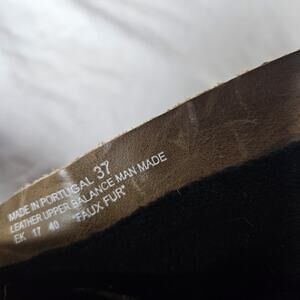 MADE IN PORTUGAL 37
LEATHER UPPER BALANCE MAN MADE
EK 17 40 "FAUX FUR"